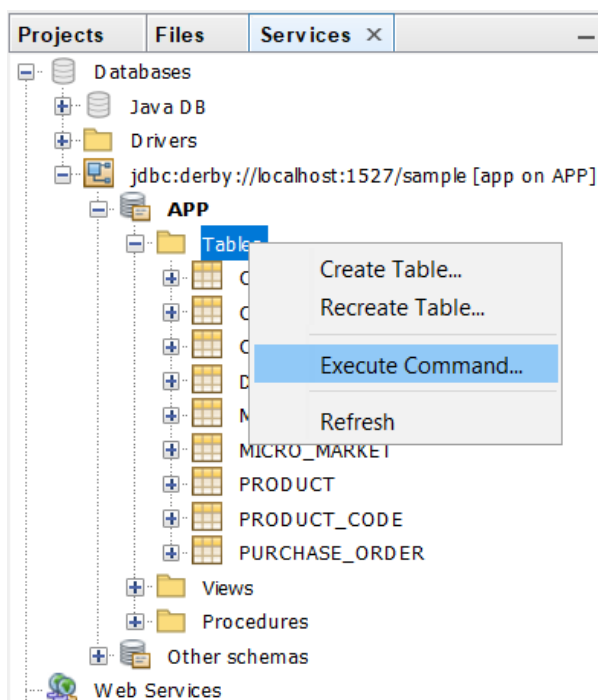 Projects Files Services ×
Databases
Java DB
Drivers
jdbc:derby://localhost:1527/sample [app on APP]
APP
Tables
Create Table...
Recreate Table...
Execute Command...
Refresh
MICRO_MARKET
PRODUCT
PRODUCT_CODE
PURCHASE_ORDER
Views
Procedures
Other schemas
Web Services